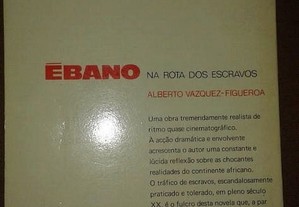 ÉBANO NA ROTA DOS ESCRAVOS
ALBERTO VAZQUEZ-FIGUEROA
Uma obra tremendamente realista de
ritmo quase cinematográfico.
A acção dramática e envolvente
acrescenta o autor uma constante e
lúcida reflexão sobre as chocantes
realidades do continente africano.
O tráfico de escravos, escandalosamente
praticado e tolerado, em pleno século
XX, é o fulcro desta novela que, a par